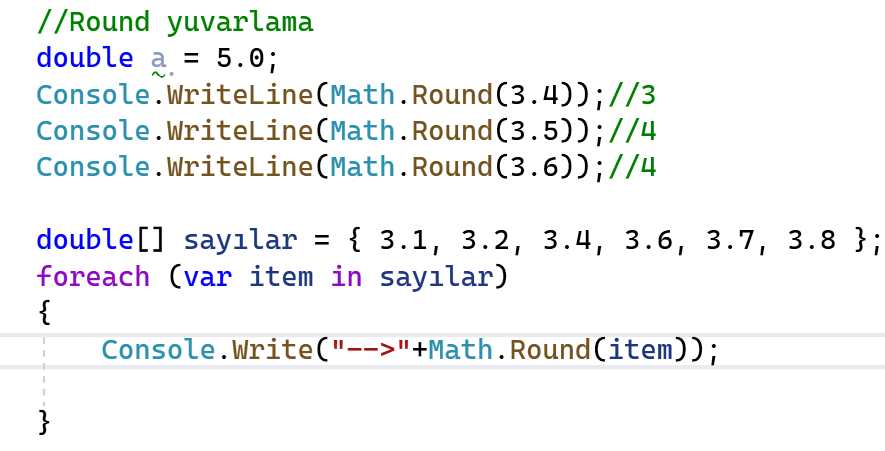 //Round yuvarlama
double a = 5.0;
Console.WriteLine(Math.Round(3.4));//3
Console.WriteLine(Math.Round(3.5));//4
Console.WriteLine(Math.Round(3.6));//4
double[] sayılar = { 3.1, 3.2, 3.4, 3.6, 3.7, 3.8 };
foreach (var item in sayılar)
{
Console.Write("-->"+Math.Round(item));
}